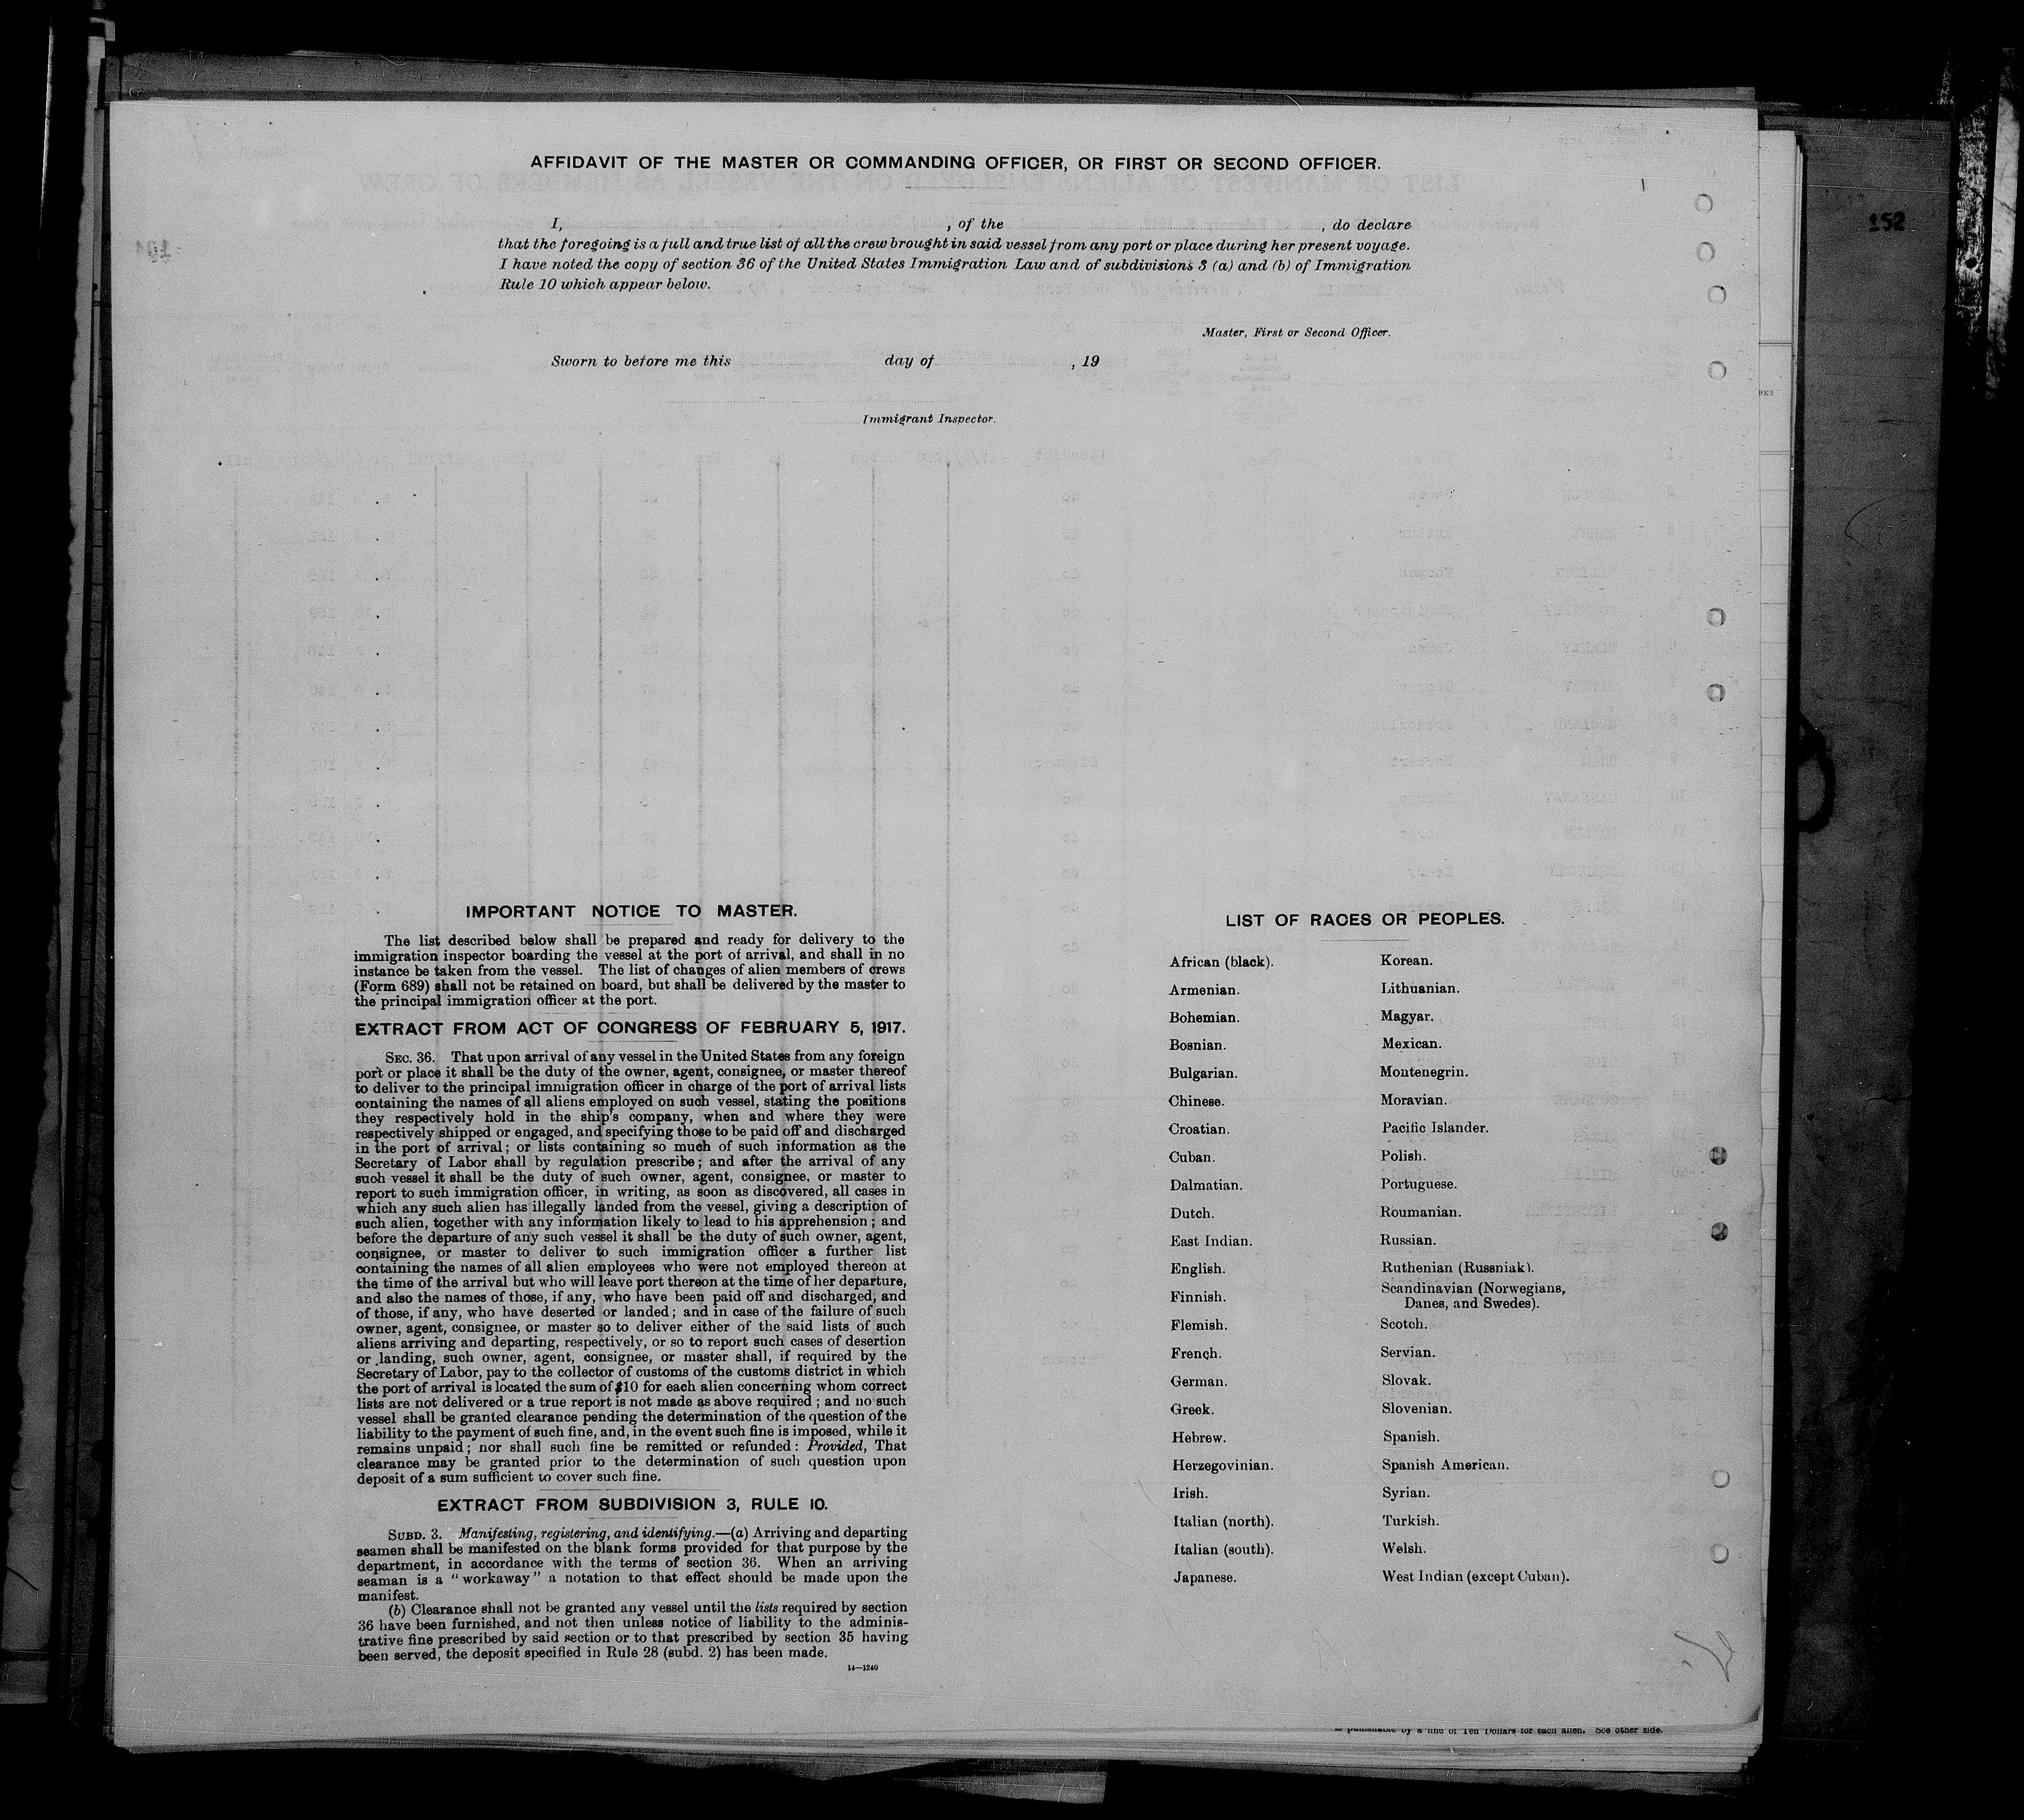 AFFIDAVIT OF THE MASTER OR COMMANDING OFFICER, OR FIRST OR SECOND OFFICER.
I, , of the , do declare
that the foregoing is a full and true list of all the crew brought in said vessel from any port or place during her present voyage.
I have noted the copy of section 36 of the United States Immigration Law and of subdivisions 3 (a) and (b) of Immigration
Rule 10 which appear below.
Master, First or Second Officer.
Sworn to before me this day of , 19
Immigrant Inspector.
152
IMPORTANT NOTICE TO MASTER.
The list described below shall be prepared and ready for delivery to the
immigration inspector boarding the vessel at the port of arrival, and shall in no
instance be taken from the vessel. The list of changes of alien members of crews
(Form 689) shall not be retained on board, but shall be delivered by the master to
the principal immigration officer at the port.
EXTRACT FROM ACT OF CONGRESS OF FEBRUARY 5, 1917.
SEC. 36. That upon arrival of any vessel in the United States from any foreign
port or place it shall be the duty of the owner, agent, consignee, or master thereof
to deliver to the principal immigration officer in charge of the port of arrival lists
containing the names of all aliens employed on such vessel, stating the positions
they respectively hold in the ship's company, when and where they were
respectively shipped or engaged, and specifying those to be paid off and discharged
in the port of arrival; or lists containing so much of such information as the
Secretary of Labor shall by regulation prescribe; and after the arrival of any
such vessel it shall be the duty of such owner, agent, consignee, or master to
report to such immigration officer, in writing, as soon as discovered, all cases in
which any such alien has illegally landed from the vessel, giving a description of
such alien, together with any information likely to lead to his apprehension; and
before the departure of any such vessel it shall be the duty of such owner, agent,
consignee, or master to deliver to such immigration officer a further list
containing the names of all alien employees who were not employed thereon at
the time of the arrival but who will leave port thereon at the time of her departure,
and also the names of those, if any, who have been paid off and discharged, and
of those, if any, who have deserted or landed; and in case of the failure of such
owner, agent, consignee, or master so to deliver either of the said lists of such
aliens arriving and departing, respectively, or so to report such cases of desertion
or landing, such owner, agent, consignee, or master shall, if required by the
Secretary of Labor, pay to the collector of customs of the customs district in which
the port of arrival is located the sum of $10 for each alien concerning whom correct
lists are not delivered or a true report is not made as above required; and no such
vessel shall be granted clearance pending the determination of the question of the
liability to the payment of such fine, and, in the event such fine is imposed, while it
remains unpaid; nor shall such fine be remitted or refunded: Provided, That
clearance may be granted prior to the determination of such question upon
deposit of a sum sufficient to cover such fine.
EXTRACT FROM SUBDIVISION 3, RULE 10.
SUBD. 3. Manifesting, registering, and identifying.—(a) Arriving and departing
seamen shall be manifested on the blank forms provided for that purpose by the
department, in accordance with the terms of section 36. When an arriving
seaman is a "workaway" a notation to that effect should be made upon the
manifest.
(b) Clearance shall not be granted any vessel until the lists required by section
36 have been furnished, and not then unless notice of liability to the adminis-
trative fine prescribed by said section or to that prescribed by section 35 having
been served, the deposit specified in Rule 28 (subd. 2) has been made.
14—1240
LIST OF RACES OR PEOPLES.
African (black).
Armenian.
Bohemian.
Bosnian.
Bulgarian.
Chinese.
Croatian.
Cuban.
Dalmatian.
Dutch.
East Indian.
English.
Finnish.
Flemish.
French.
German.
Greek.
Hebrew.
Herzegovinian.
Irish.
Italian (north).
Italian (south).
Japanese.
Korean.
Lithuanian.
Magyar.
Mexican.
Montenegrin.
Moravian.
Pacific Islander.
Polish.
Portuguese.
Roumanian.
Russian.
Ruthenian (Russniak).
Scandinavian (Norwegians,
Danes, and Swedes).
Scotch.
Servian.
Slovak.
Slovenian.
Spanish.
Spanish American.
Syrian.
Turkish.
Welsh.
West Indian (except Cuban).
is punishable by a fine of Ten Dollars for each alien. See other side.